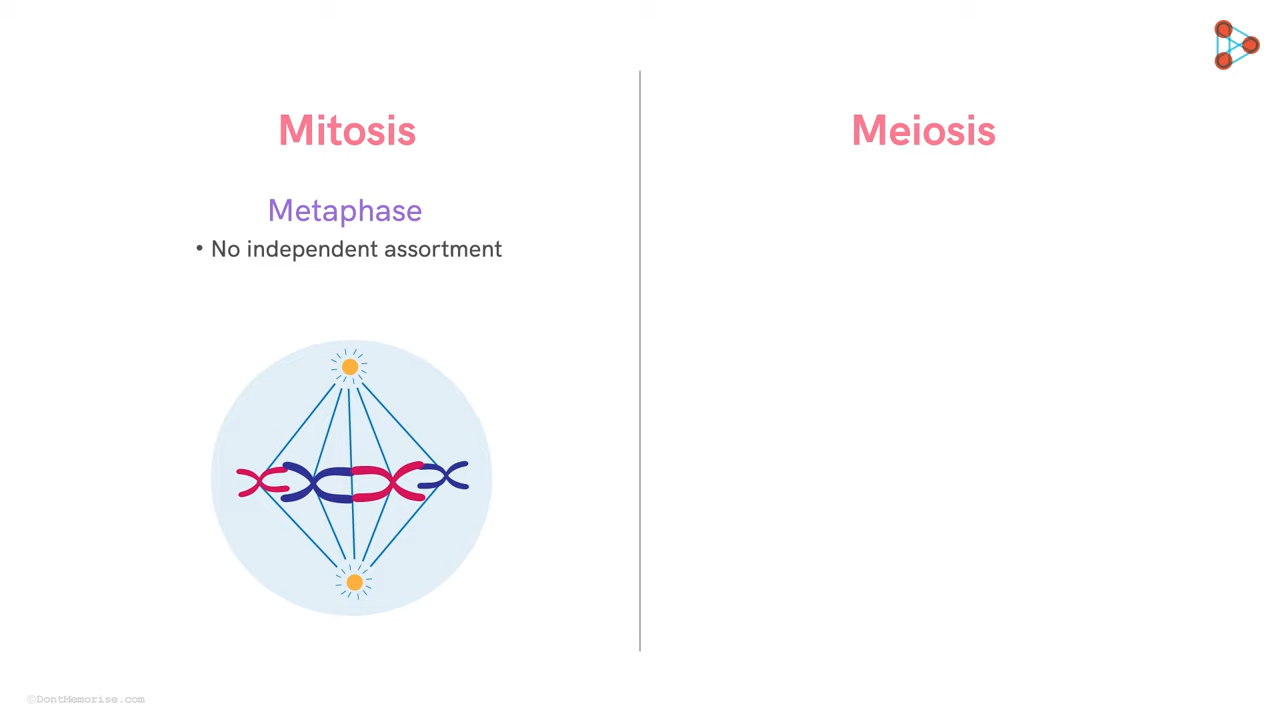 Mitosis
Metaphase
• No independent assortment
Meiosis
©DontMemorise.com